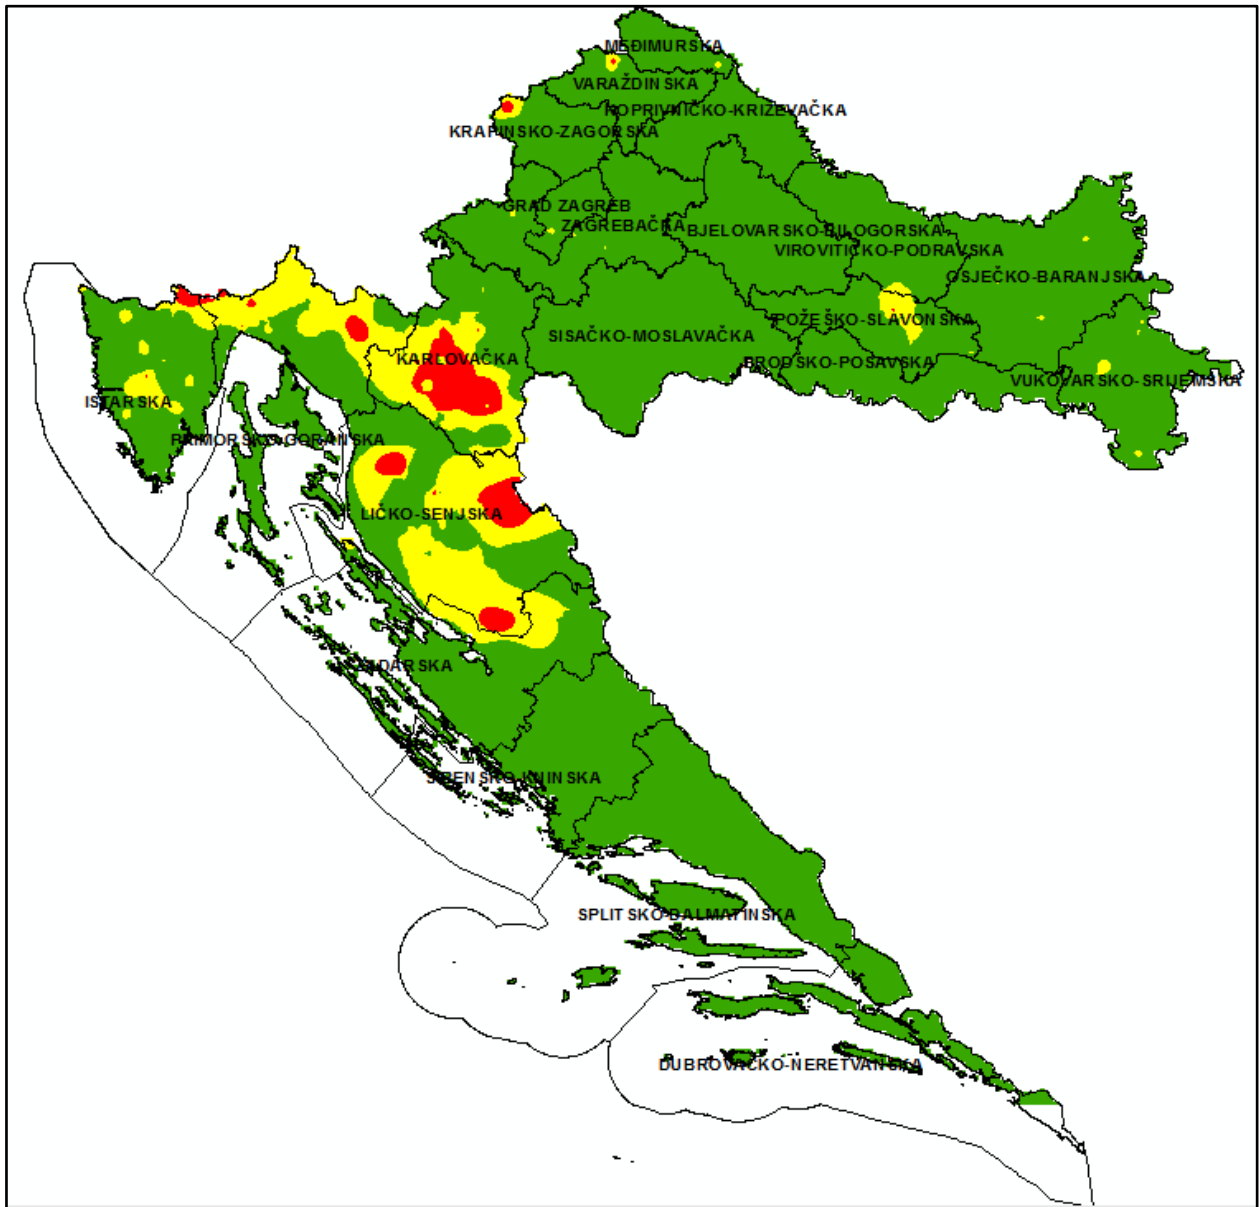 MEĐIMURSKA
VARAŽDINSKA
KOPRIVNIČKO-KRIŽEVAČKA
KRAPINSKO-ZAGORSKA
GRAD ZAGREB
ZAGREBAČKA
BJELOVARSKO-BILOGORSKA
VIROVITIČKO-PODRAVSKA
OSJEČKO-BARANJSKA
POŽEŠKO-SLAVONSKA
SISAČKO-MOSLAVAČKA
KARLOVAČKA
BRODSKO-POSAVSKA
VUKOVARSKO-SRIJEMSKA
ISTARSKA
PRIMORSKO-GORANSKA
LIČKO-SENJSKA
ZADARSKA
ŠIBENSKO-KNINSKA
SPLITSKO-DALMATINSKA
DUBROVAČKO-NERETVANSKA